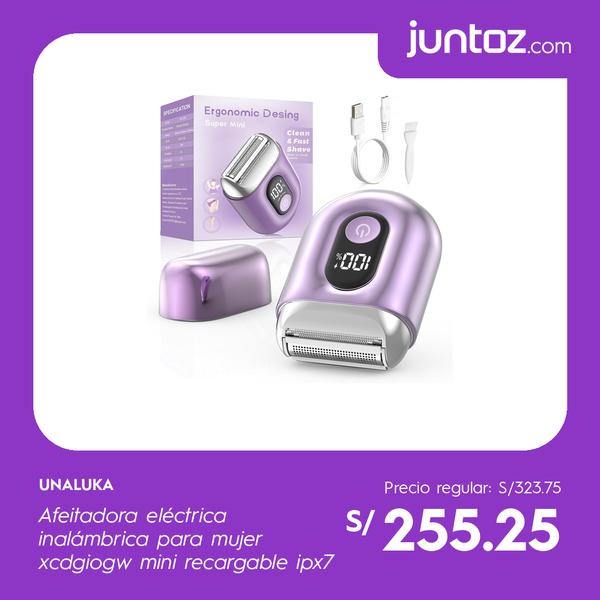 juntoz.com
SPECIFICATION
Ergonomic Desing
Super Mini
Clean
& Fast
Shave
100%
%100
UNALUKA
Precio regular: S/323.75
Afeitadora eléctrica
inalámbrica para mujer
xcdgiogw mini recargable ipx7
S/ 255.25